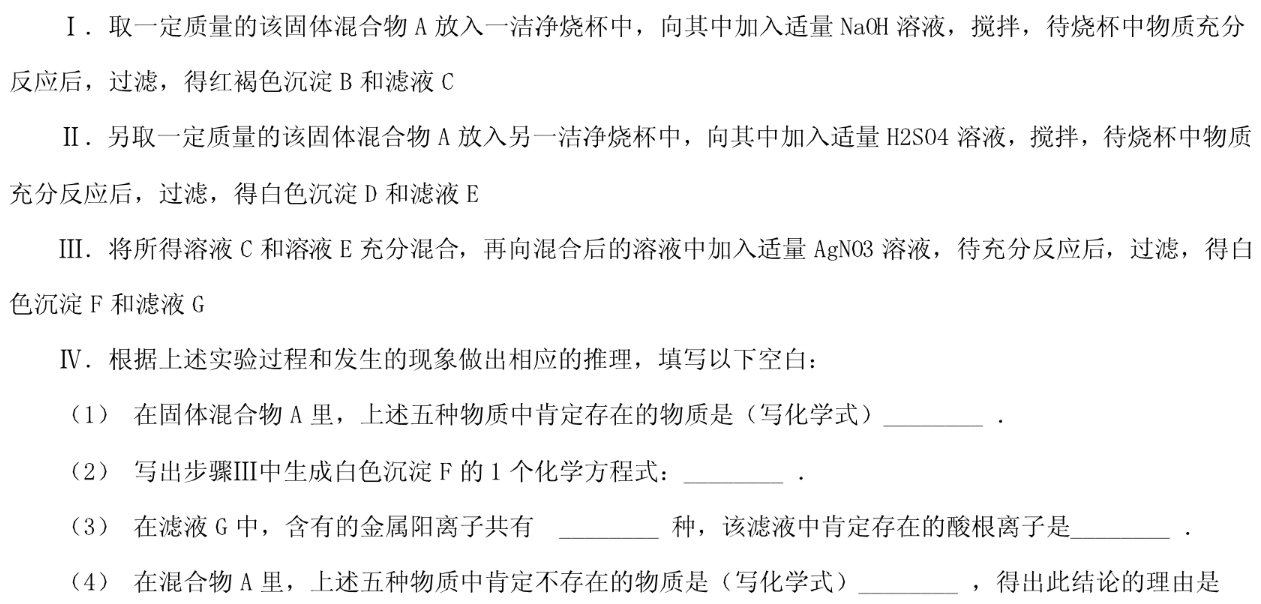 Ⅰ．取一定质量的该固体混合物 A 放入一洁净烧杯中，向其中加入适量 NaOH 溶液，搅拌，待烧杯中物质充分
反应后，过滤，得红褐色沉淀 B 和滤液 C
Ⅱ．另取一定质量的该固体混合物 A 放入另一洁净烧杯中，向其中加入适量 H2SO4 溶液，搅拌，待烧杯中物质
充分反应后，过滤，得白色沉淀 D 和滤液 E
Ⅲ．将所得溶液 C 和溶液 E 充分混合，再向混合后的溶液中加入适量 AgNO3 溶液，待充分反应后，过滤，得白
色沉淀 F 和滤液 G
Ⅳ．根据上述实验过程和发生的现象做出相应的推理，填写以下空白：
（1） 在固体混合物 A 里，上述五种物质中肯定存在的物质是（写化学式）________ ．
（2） 写出步骤Ⅲ中生成白色沉淀 F 的 1 个化学方程式：________ ．
（3） 在滤液 G 中，含有的金属阳离子共有 ________ 种，该滤液中肯定存在的酸根离子是________ ．
（4） 在混合物 A 里，上述五种物质中肯定不存在的物质是（写化学式）________ ，得出此结论的理由是